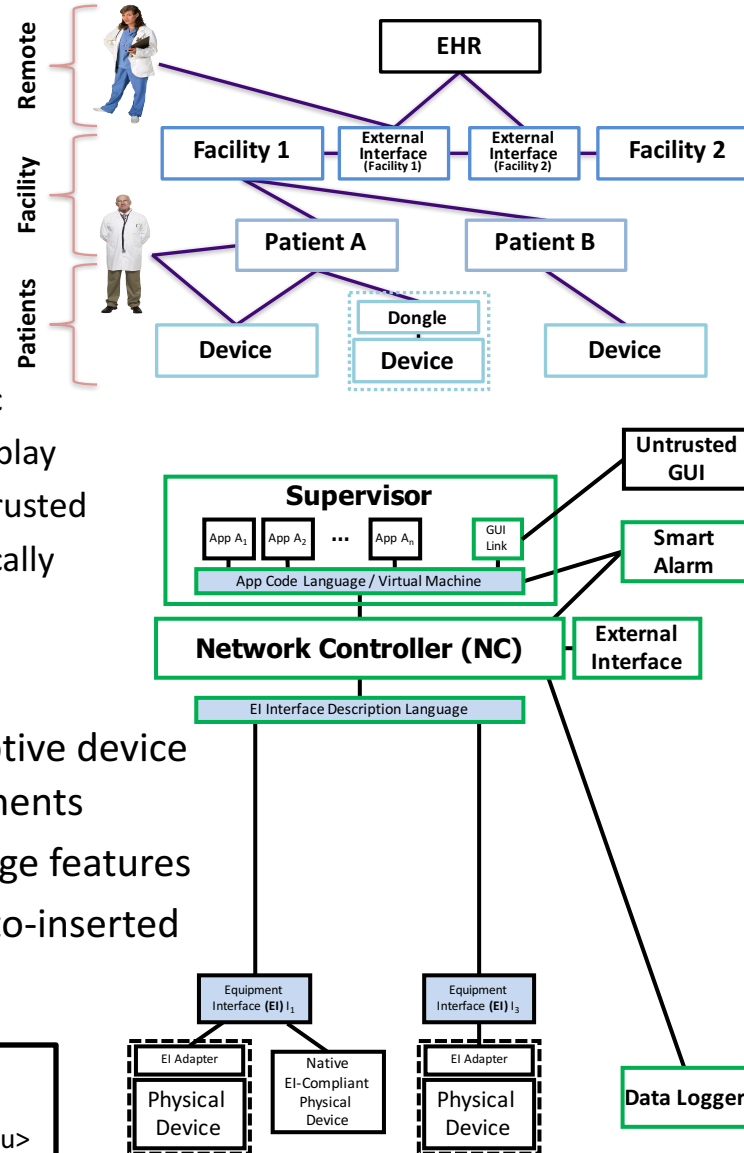 Remote
EHR
Facility 1
External
Interface
(Facility 1)
External
Interface
(Facility 2)
Facility 2
Facility
Patient A
Patient B
Patients
Device
Dongle
Device
Device
play
rusted
cally
Untrusted
GUI
Supervisor
App A1
App A2
...
App An
GUI
Link
App Code Language / Virtual Machine
Smart
Alarm
Network Controller (NC)
External
Interface
EI Interface Description Language
ptive device
nents
ge features
to-inserted
Equipment
Interface (EI) I1
Equipment
Interface (EI) I3
EI Adapter
Physical
Device
Native
EI-Compliant
Physical
Device
EI Adapter
Physical
Device
Data Logger
u>